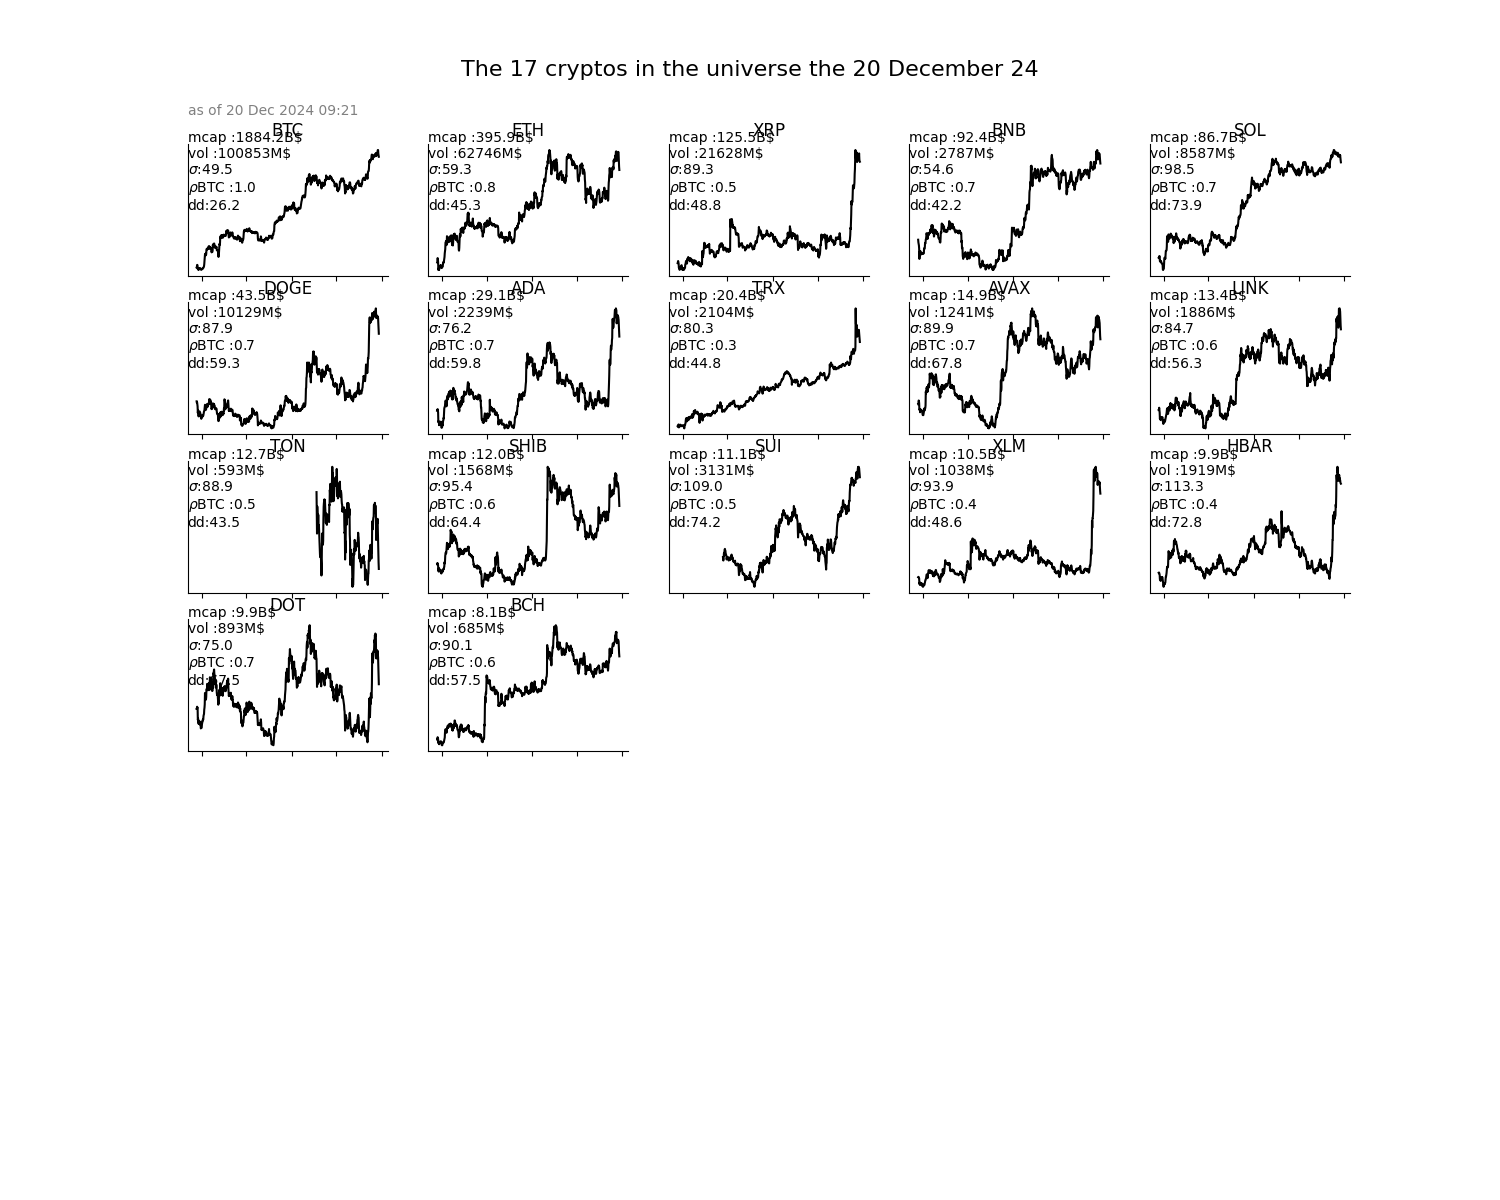 The 17 cryptos in the universe the 20 December 24
as of 20 Dec 2024 09:21
BTC
mcap :1884.2B$
vol :100853M$
σ:49.5
ρBTC :1.0
dd:26.2
ETH
mcap :395.9B$
vol :62746M$
σ:59.3
ρBTC :0.8
dd:45.3
XRP
mcap :125.5B$
vol :21628M$
σ:89.3
ρBTC :0.5
dd:48.8
BNB
mcap :92.4B$
vol :2787M$
σ:54.6
ρBTC :0.7
dd:42.2
SOL
mcap :86.7B$
vol :8587M$
σ:98.5
ρBTC :0.7
dd:73.9
DOGE
mcap :43.5B$
vol :10129M$
σ:87.9
ρBTC :0.7
dd:59.3
ADA
mcap :29.1B$
vol :2239M$
σ:76.2
ρBTC :0.7
dd:59.8
TRX
mcap :20.4B$
vol :2104M$
σ:80.3
ρBTC :0.3
dd:44.8
AVAX
mcap :14.9B$
vol :1241M$
σ:89.9
ρBTC :0.7
dd:67.8
LINK
mcap :13.4B$
vol :1886M$
σ:84.7
ρBTC :0.6
dd:56.3
TON
mcap :12.7B$
vol :593M$
σ:88.9
ρBTC :0.5
dd:43.5
SHIB
mcap :12.0B$
vol :1568M$
σ:95.4
ρBTC :0.6
dd:64.4
SUI
mcap :11.1B$
vol :3131M$
σ:109.0
ρBTC :0.5
dd:74.2
XLM
mcap :10.5B$
vol :1038M$
σ:93.9
ρBTC :0.4
dd:48.6
HBAR
mcap :9.9B$
vol :1919M$
σ:113.3
ρBTC :0.4
dd:72.8
DOT
mcap :9.9B$
vol :893M$
σ:75.0
ρBTC :0.7
BCH
mcap :8.1B$
vol :685M$
σ:90.1
ρBTC :0.6
dd:57.5